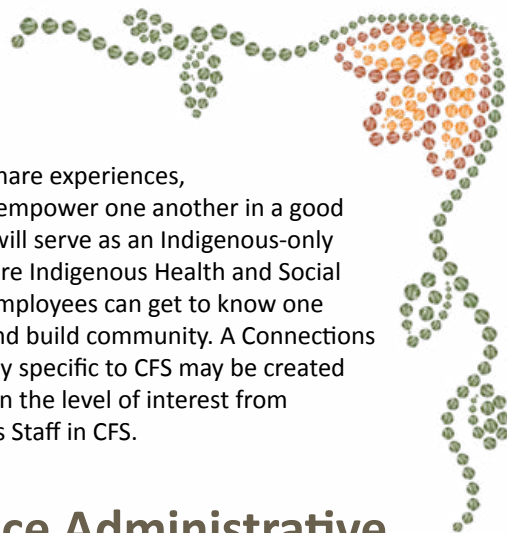 hare experiences,
empower one another in a good
will serve as an Indigenous-only
re Indigenous Health and Social
mployees can get to know one
nd build community. A Connections
y specific to CFS may be created
n the level of interest from
s Staff in CFS.
ce Administrative